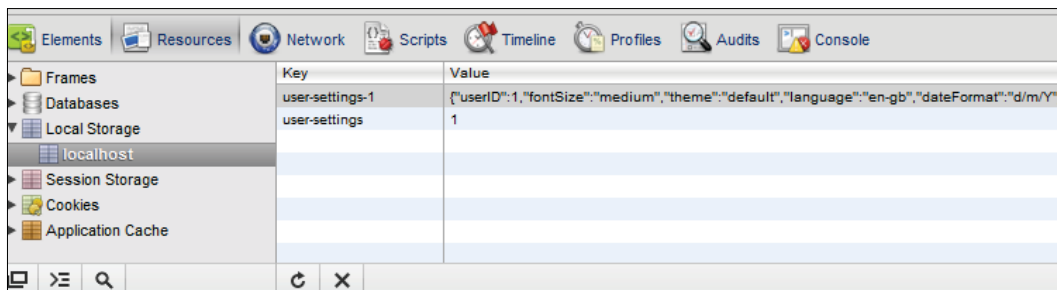 Elements Resources Network Scripts Timeline Profiles Audits Console
Frames
Databases
Local Storage
localhost
Session Storage
Cookies
Application Cache
Key Value
user-settings-1 {"userID":1,"fontSize":"medium","theme":"default","language":"en-gb","dateFormat":"d/m/Y"
user-settings 1